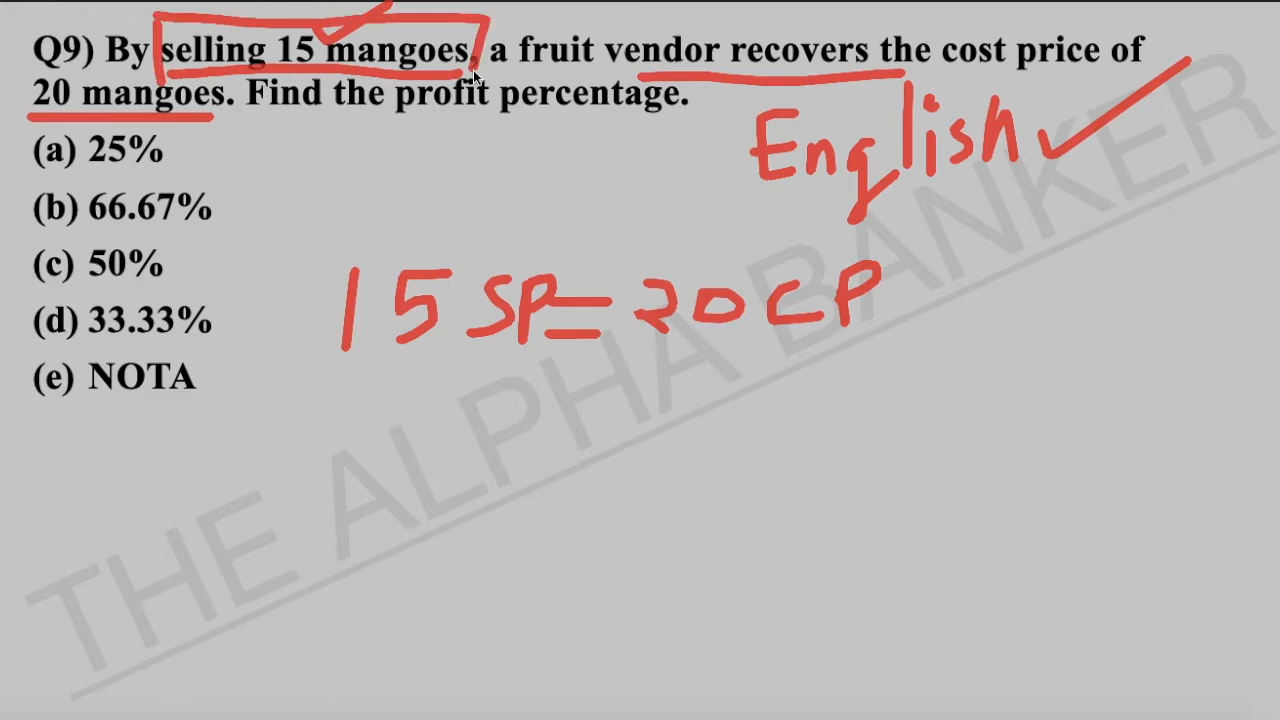 Q9) By selling 15 mangoes, a fruit vendor recovers the cost price of
20 mangoes. Find the profit percentage.
English
(a) 25%
(b) 66.67%
(c) 50%
15 SP = 20 CP
(d) 33.33%
(e) NOTA
THE ALPHA BANKER